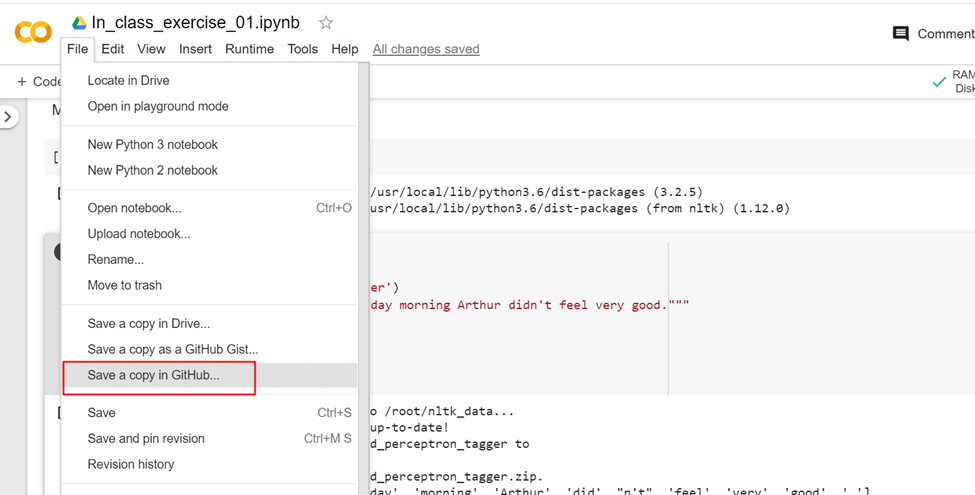 In_class_exercise_01.ipynb
Comment
File Edit View Insert Runtime Tools Help All changes saved
+ Code
RAM
Disk
Locate in Drive
Open in playground mode
New Python 3 notebook
New Python 2 notebook
Open notebook... Ctrl+O
Upload notebook...
Rename...
Move to trash
Save a copy in Drive...
Save a copy as a GitHub Gist...
Save a copy in GitHub...
Save Ctrl+S
Save and pin revision Ctrl+M S
Revision history
M
[
[
/usr/local/lib/python3.6/dist-packages (3.2.5)
usr/local/lib/python3.6/dist-packages (from nltk) (1.12.0)
er')
day morning Arthur didn't feel very good."""
[
o /root/nltk_data...
up-to-date!
d_perceptron_tagger to
d_perceptron_tagger.zip.
day', 'morning', 'Arthur', 'did', "n't", 'feel', 'very', 'good', '.']